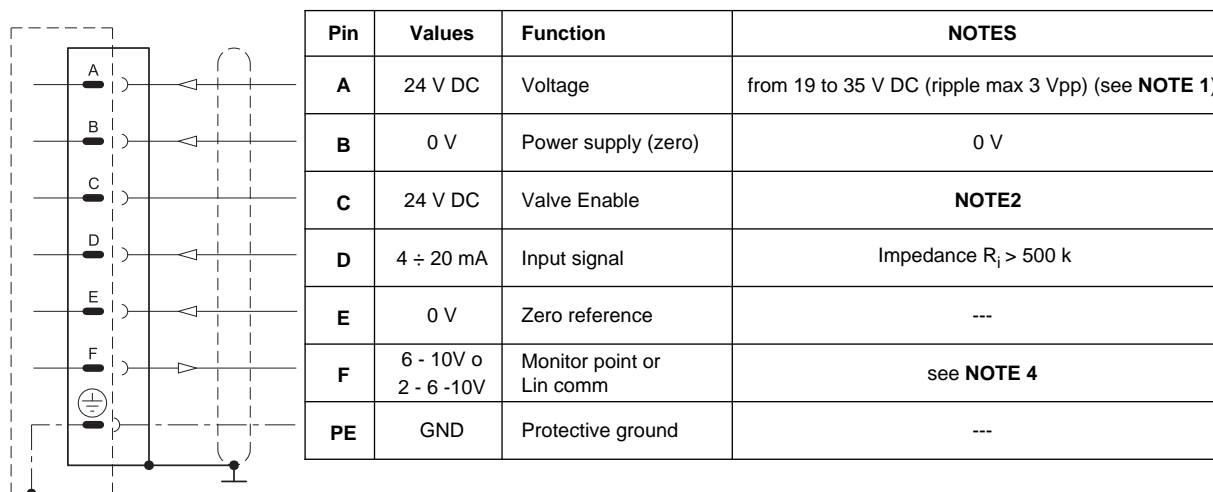 Pin Values Function NOTES
A A 24 V DC Voltage from 19 to 35 V DC (ripple max 3 Vpp) (see NOTE 1)
B B 0 V Power supply (zero) 0 V
C C 24 V DC Valve Enable NOTE2
D D 4 ÷ 20 mA Input signal Impedance Ri > 500 k
E E 0 V Zero reference ---
F F 6 - 10V o 2 - 6 -10V Monitor point or Lin comm see NOTE 4
PE GND Protective ground ---